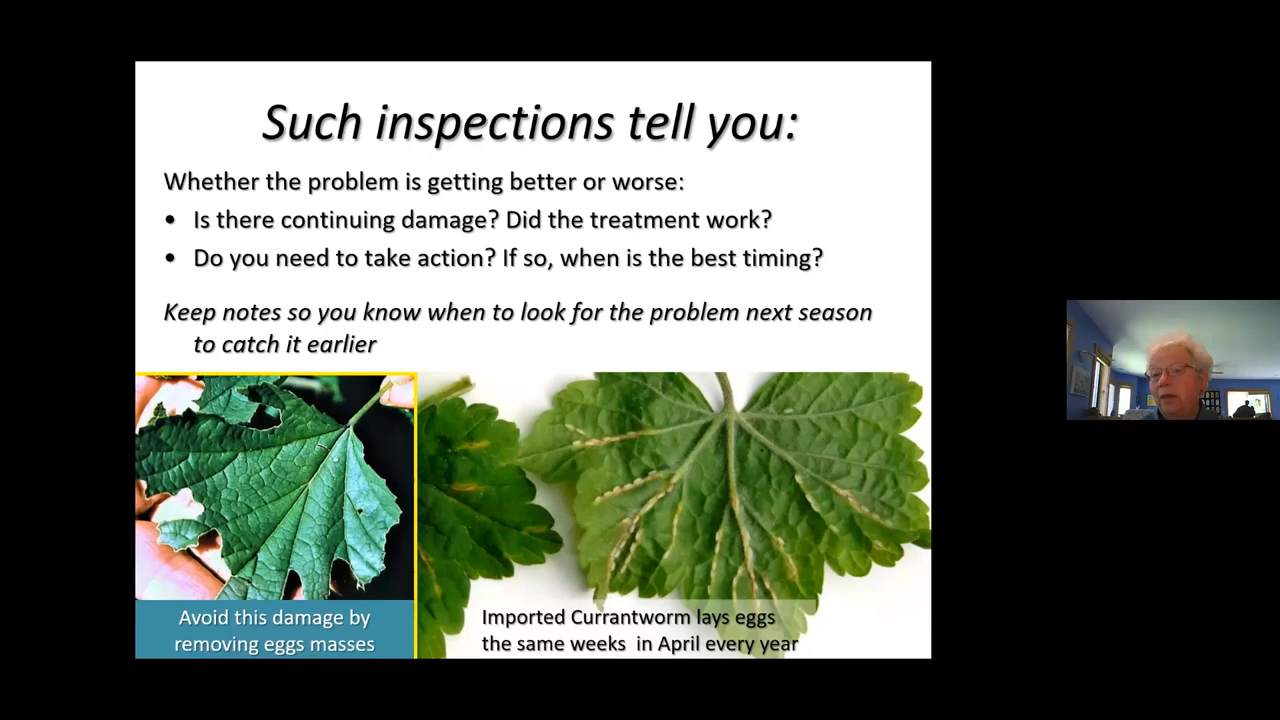 Such inspections tell you:
Whether the problem is getting better or worse:
• Is there continuing damage? Did the treatment work?
• Do you need to take action? If so, when is the best timing?
Keep notes so you know when to look for the problem next season
to catch it earlier
Avoid this damage by
removing eggs masses
Imported Currantworm lays eggs
the same weeks in April every year